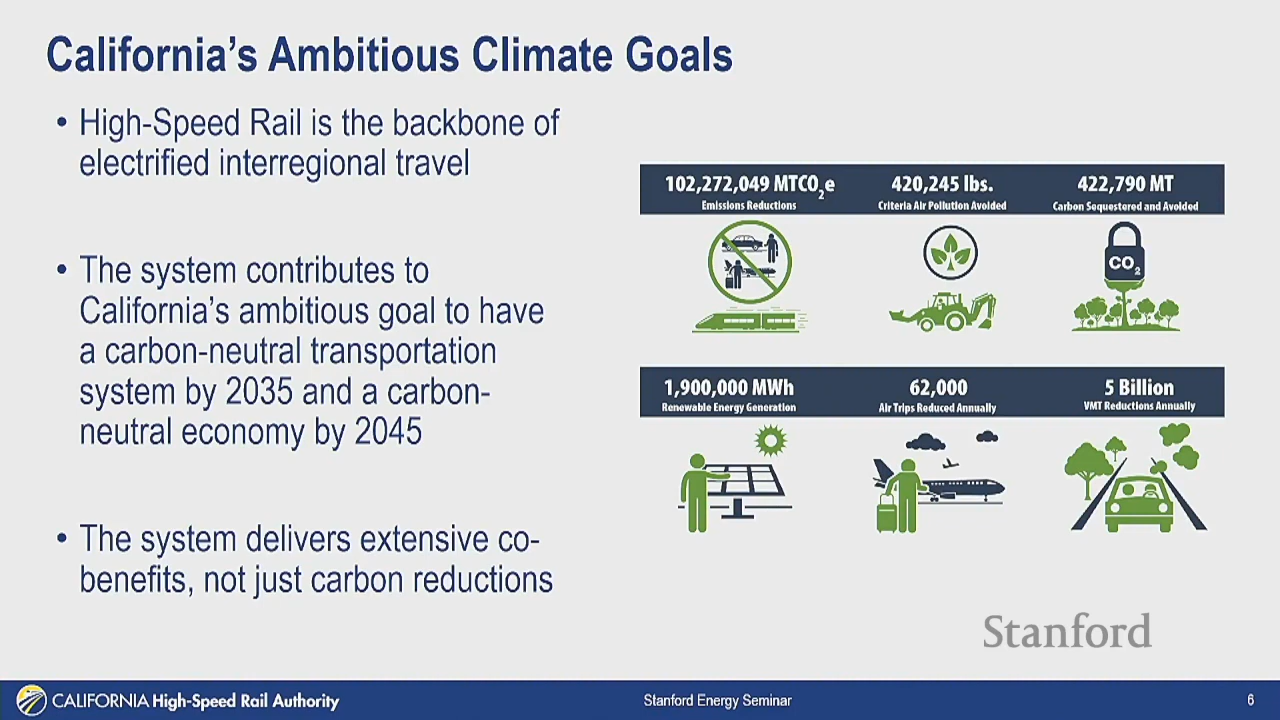 California’s Ambitious Climate Goals
• High-Speed Rail is the backbone of
electrified interregional travel
• The system contributes to
California’s ambitious goal to have
a carbon-neutral transportation
system by 2035 and a carbon-
neutral economy by 2045
• The system delivers extensive co-
benefits, not just carbon reductions
102,272,049 MTCO2e
Emissions Reductions
420,245 lbs.
Criteria Air Pollution Avoided
422,790 MT
Carbon Sequestered and Avoided
CO2
1,900,000 MWh
Renewable Energy Generation
62,000
Air Trips Reduced Annually
5 Billion
VMT Reductions Annually
Stanford
CALIFORNIA High-Speed Rail Authority
Stanford Energy Seminar
6